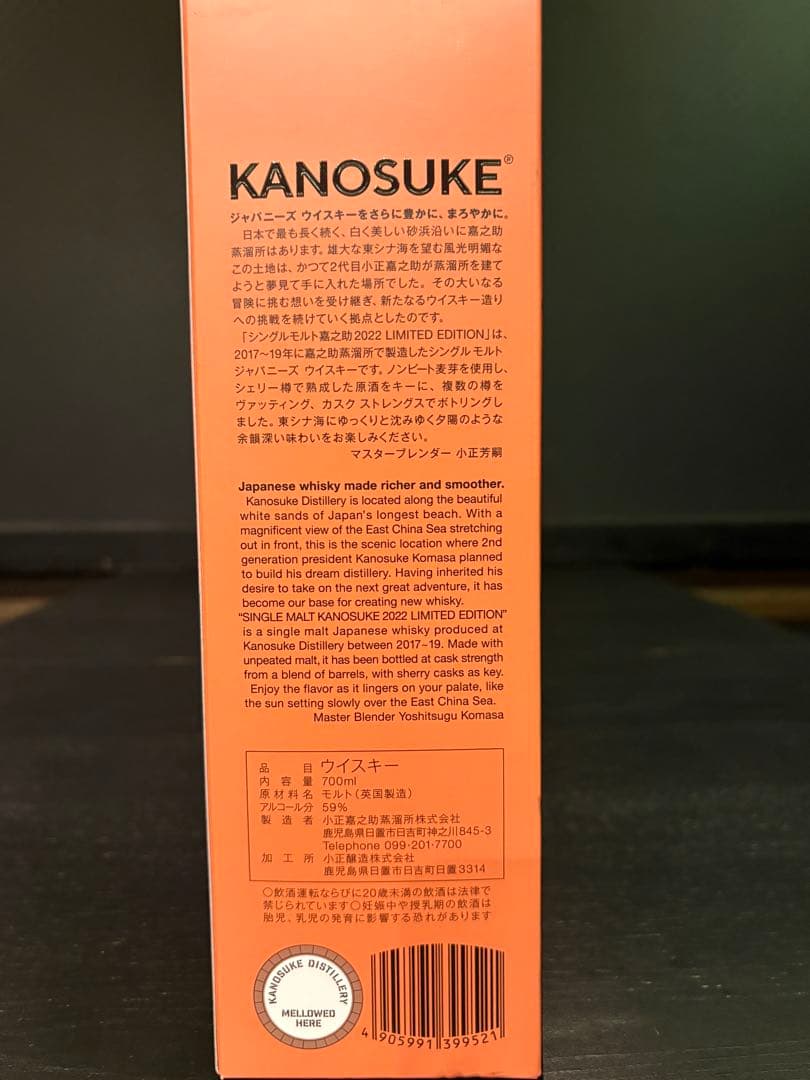 KANOSUKE®
ジャパニーズ ウイスキーをさらに豊かに、まろやかに。
日本で最も長く続く、白く美しい砂浜沿いに嘉之助
蒸溜所はあります。雄大な東シナ海を望む風光明媚な
この土地は、かつて2代目小正嘉之助が蒸溜所を建て
ようと夢見て手に入れた場所でした。その大いなる
冒険に挑む想いを受け継ぎ、新たなるウイスキー造り
への挑戦を続けていく拠点としたのです。
「シングルモルト嘉之助2022 LIMITED EDITION」は、
2017〜19年に嘉之助蒸溜所で製造したシングルモルト
ジャパニーズ ウイスキーです。ノンピート麦芽を使用し、
シェリー樽で熟成した原酒をキーに、複数の樽を
ヴァッティング、カスク ストレングスでボトリングし
ました。東シナ海にゆっくりと沈みゆく夕陽のような
余韻深い味わいをお楽しみください。
マスターブレンダー 小正芳嗣
Japanese whisky made richer and smoother.
Kanosuke Distillery is located along the beautiful
white sands of Japan's longest beach. With a
magnificent view of the East China Sea stretching
out in front, this is the scenic location where 2nd
generation president Kanosuke Komasa planned
to build his dream distillery. Having inherited his
desire to take on the next great adventure, it has
become our base for creating new whisky.
"SINGLE MALT KANOSUKE 2022 LIMITED EDITION"
is a single malt Japanese whisky produced at
Kanosuke Distillery between 2017~19. Made with
unpeated malt, it has been bottled at cask strength
from a blend of barrels, with sherry casks as key.
Enjoy the flavor as it lingers on your palate, like
the sun setting slowly over the East China Sea.
Master Blender Yoshitsugu Komasa
品目 ウイスキー
内容量 700ml
原材料名 モルト（英国製造）
アルコール分 59%
製造者 小正嘉之助蒸溜所株式会社
鹿児島県日置市日吉町神之川845-3
Telephone 099･201･7700
加工所 小正醸造株式会社
鹿児島県日置市日吉町日置3314
○飲酒運転ならびに20歳未満の飲酒は法律で
禁じられています○妊娠中や授乳期の飲酒は
胎児、乳児の発育に影響する恐れがあります
KANOSUKE DISTILLERY
MELLOWED
HERE
4 905991 399521